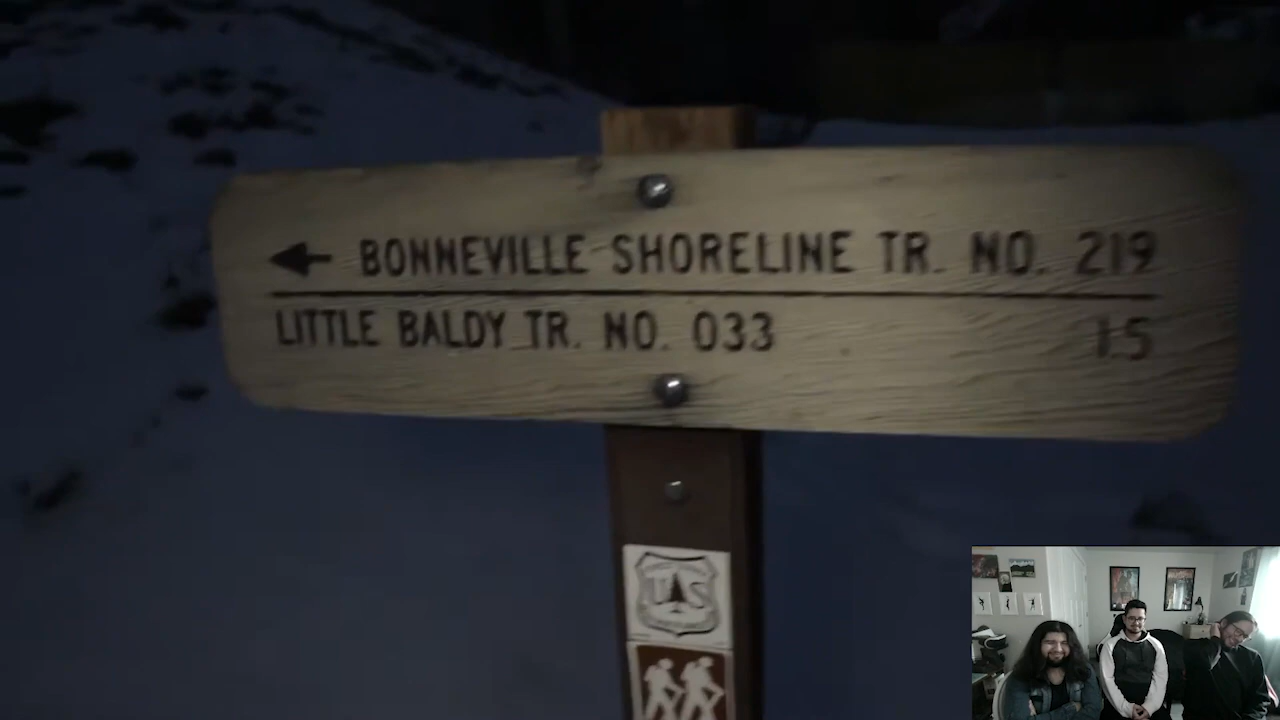 BONNEVILLE SHORELINE TR. NO. 219
LITTLE BALDY TR. NO. 033 1.5
U S